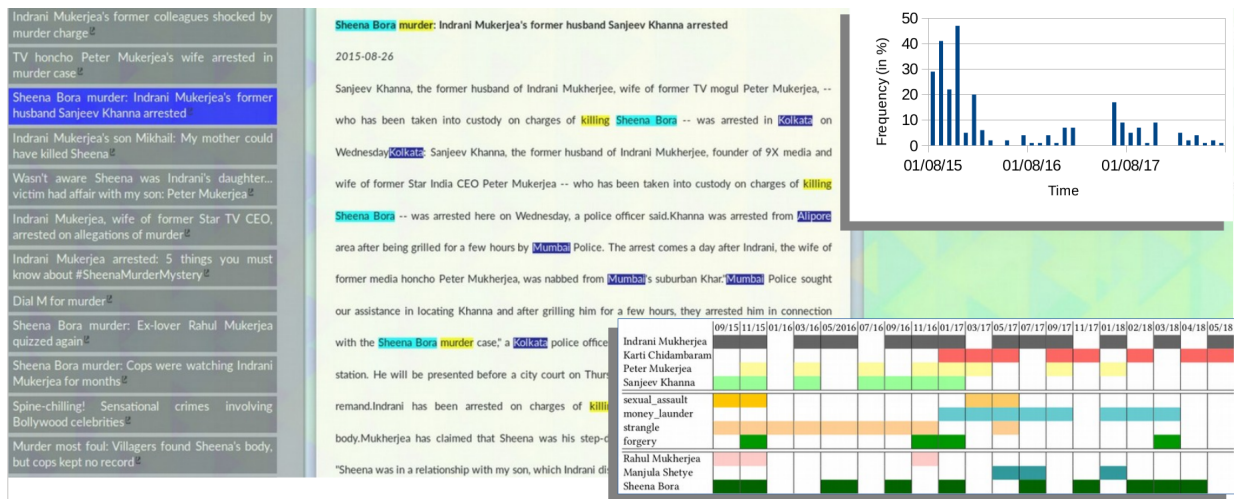 Indrani Mukerjea's former colleagues shocked by
murder charge
TV honcho Peter Mukerjea's wife arrested in
murder case
Sheena Bora murder: Indrani Mukerjea's former
husband Sanjeev Khanna arrested
Indrani Mukerjea's son Mikhail: My mother could
have killed Sheena
Wasn't aware Sheena was Indrani's daughter...
victim had affair with my son: Peter Mukerjea
Indrani Mukerjea, wife of former Star TV CEO,
arrested on allegations of murder
Indrani Mukerjea arrested: 5 things you must
know about #SheenaMurderMystery
Dial M for murder
Sheena Bora murder: Ex-lover Rahul Mukerjea
quizzed again
Sheena Bora murder: Cops were watching Indrani
Mukerjea for months
Spine-chilling! Sensational crimes involving
Bollywood celebrities
Murder most foul: Villagers found Sheena's body,
but cops kept no record
Sheena Bora murder: Indrani Mukerjea's former husband Sanjeev Khanna arrested
2015-08-26
Sanjeev Khanna, the former husband of Indrani Mukherjee, wife of former TV mogul Peter Mukerjea, --
who has been taken into custody on charges of killing Sheena Bora -- was arrested in Kolkata on
WednesdayKolkata: Sanjeev Khanna, the former husband of Indrani Mukherjee, founder of 9X media and
wife of former Star India CEO Peter Mukerjea -- who has been taken into custody on charges of killing
Sheena Bora -- was arrested here on Wednesday, a police officer said.Khanna was arrested from Alipore
area after being grilled for a few hours by Mumbai Police. The arrest comes a day after Indrani, the wife of
former media honcho Peter Mukherjea, was nabbed from Mumbai's suburban Khar."Mumbai Police sought
our assistance in locating Khanna and after grilling him for a few hours, they arrested him in connection
with the Sheena Bora murder case," a Kolkata police office
station. He will be presented before a city court on Thurs
remand.Indrani has been arrested on charges of killi
body.Mukerjea has claimed that Sheena was his step-d
"Sheena was in a relationship with my son, which Indrani dis
Frequency (in %)
50
40
30
20
10
0
01/08/15 01/08/16 01/08/17
Time
09/15 11/15 01/16 03/16 05/2016 07/16 09/16 11/16 01/17 03/17 05/17 07/17 09/17 11/17 01/18 02/18 03/18 04/18 05/18
Indrani Mukherjea
Karti Chidambaram
Peter Mukherjea
Sanjeev Khanna
sexual_assault
money_launder
strangle
forgery
Rahul Mukherjea
Manjula Shetye
Sheena Bora